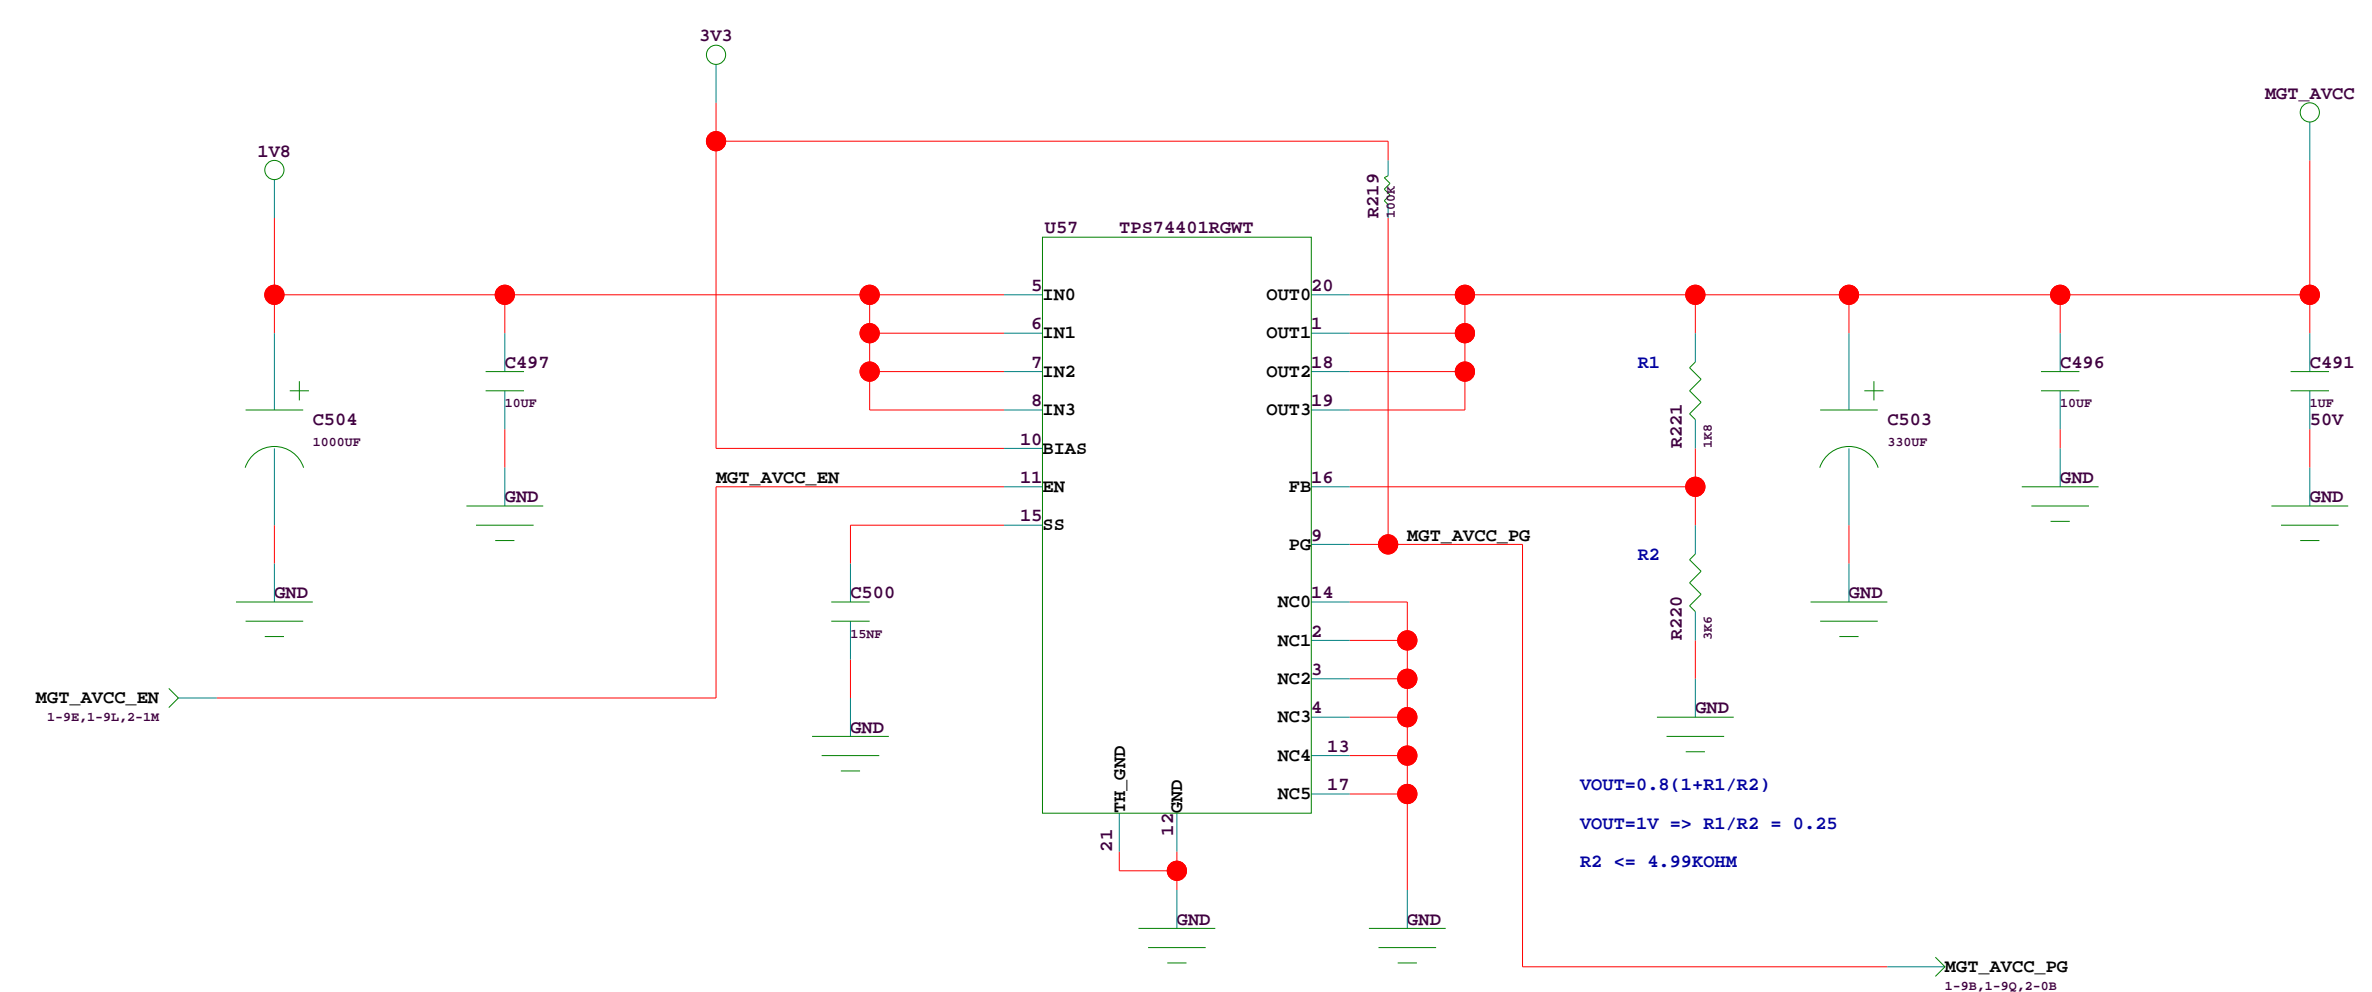 3V3
MGT_AVCC
1V8
R219
100K
U57 TPS74401RGWT
5 IN0
6 IN1
7 IN2
8 IN3
10 BIAS
11 EN
15 SS
OUT0 20
OUT1 1
OUT2 18
OUT3 19
FB 16
PG 9
NC0 14
NC1 2
NC2 3
NC3 4
NC4 13
NC5 17
TH_GND
21
GND
12
GND
GND
C504
1000UF
GND
C497
10UF
GND
MGT_AVCC_EN
C500
15NF
GND
MGT_AVCC_EN
1-9E,1-9L,2-1M
MGT_AVCC_PG
R1
R221
1K8
R2
R220
3K6
GND
C503
330UF
GND
C496
10UF
GND
C491
1UF
50V
GND
VOUT=0.8(1+R1/R2)
VOUT=1V => R1/R2 = 0.25
R2 <= 4.99KOHM
MGT_AVCC_PG
1-9B,1-9Q,2-0B